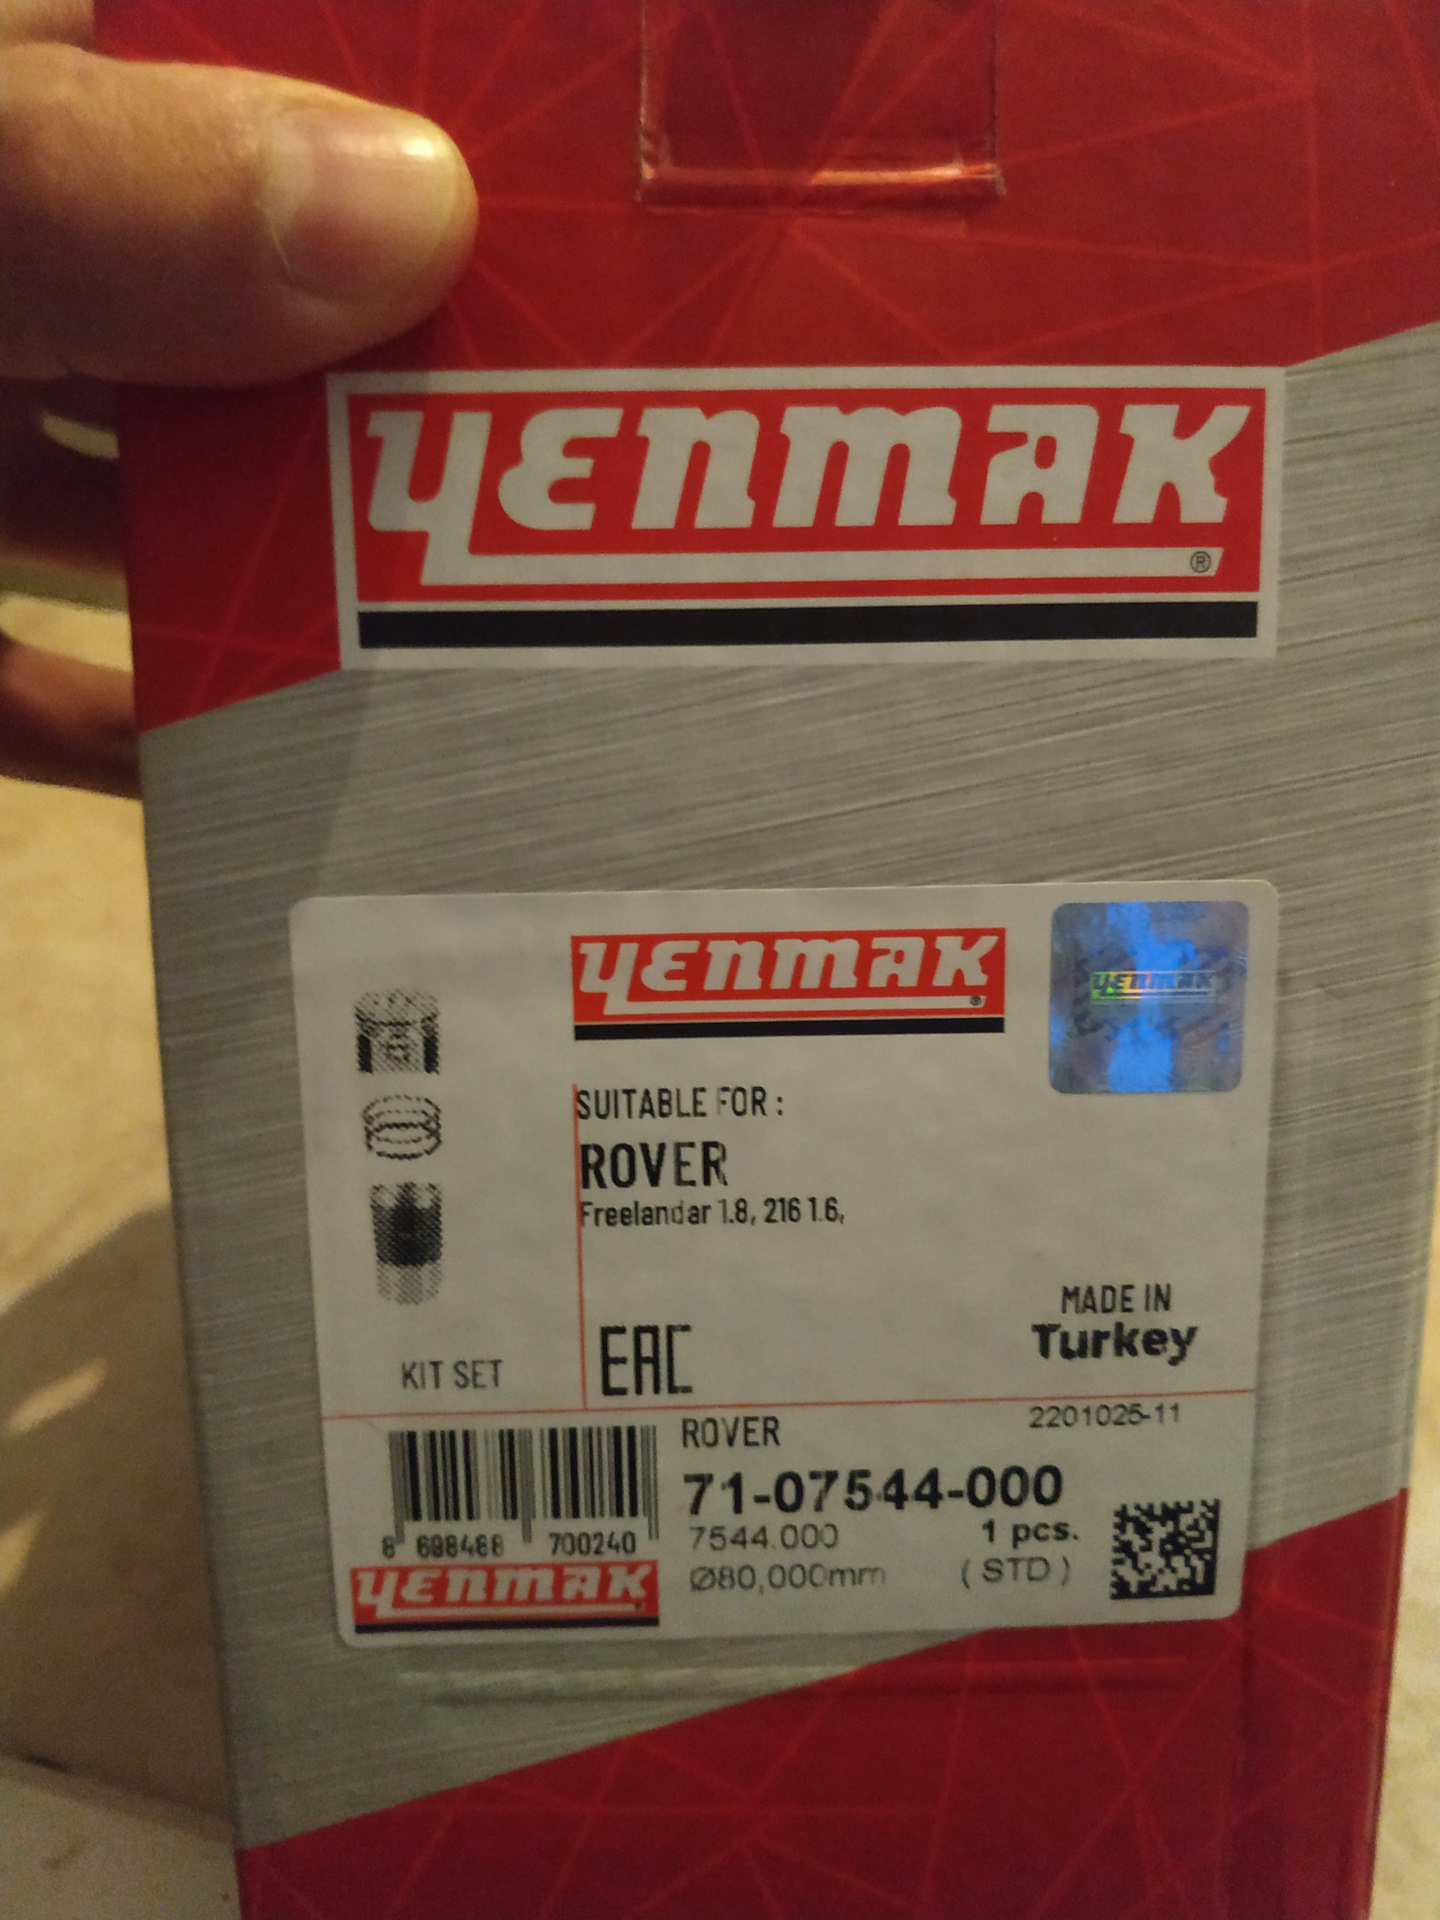 YENMAK
®
YENMAK
®
YENMAK
SUITABLE FOR :
ROVER
Freelandar 1.8, 216 1.6,
MADE IN
Turkey
KIT SET
EAC
ROVER
2201025-11
71-07544-000
7544.000
1 pcs.
Ø80,000mm
( STD )
8 698468 700240
YENMAK